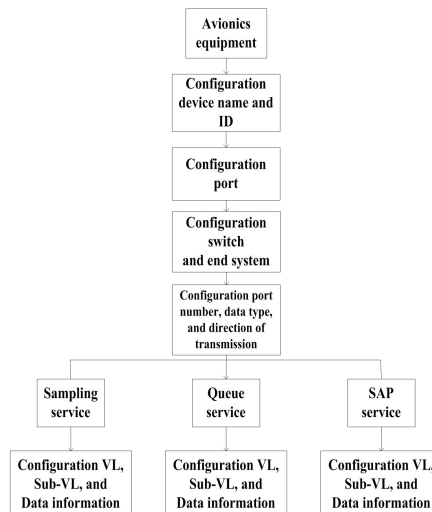 Avionics
equipment
Configuration
device name and
ID
Configuration
port
Configuration
switch
and end system
Configuration port
number, data type,
and direction of
transmission
Sampling
service
Queue
service
SAP
service
Configuration VL,
Sub-VL, and
Data information
Configuration VL,
Sub-VL, and
Data information
Configuration VL,
Sub-VL, and
Data information